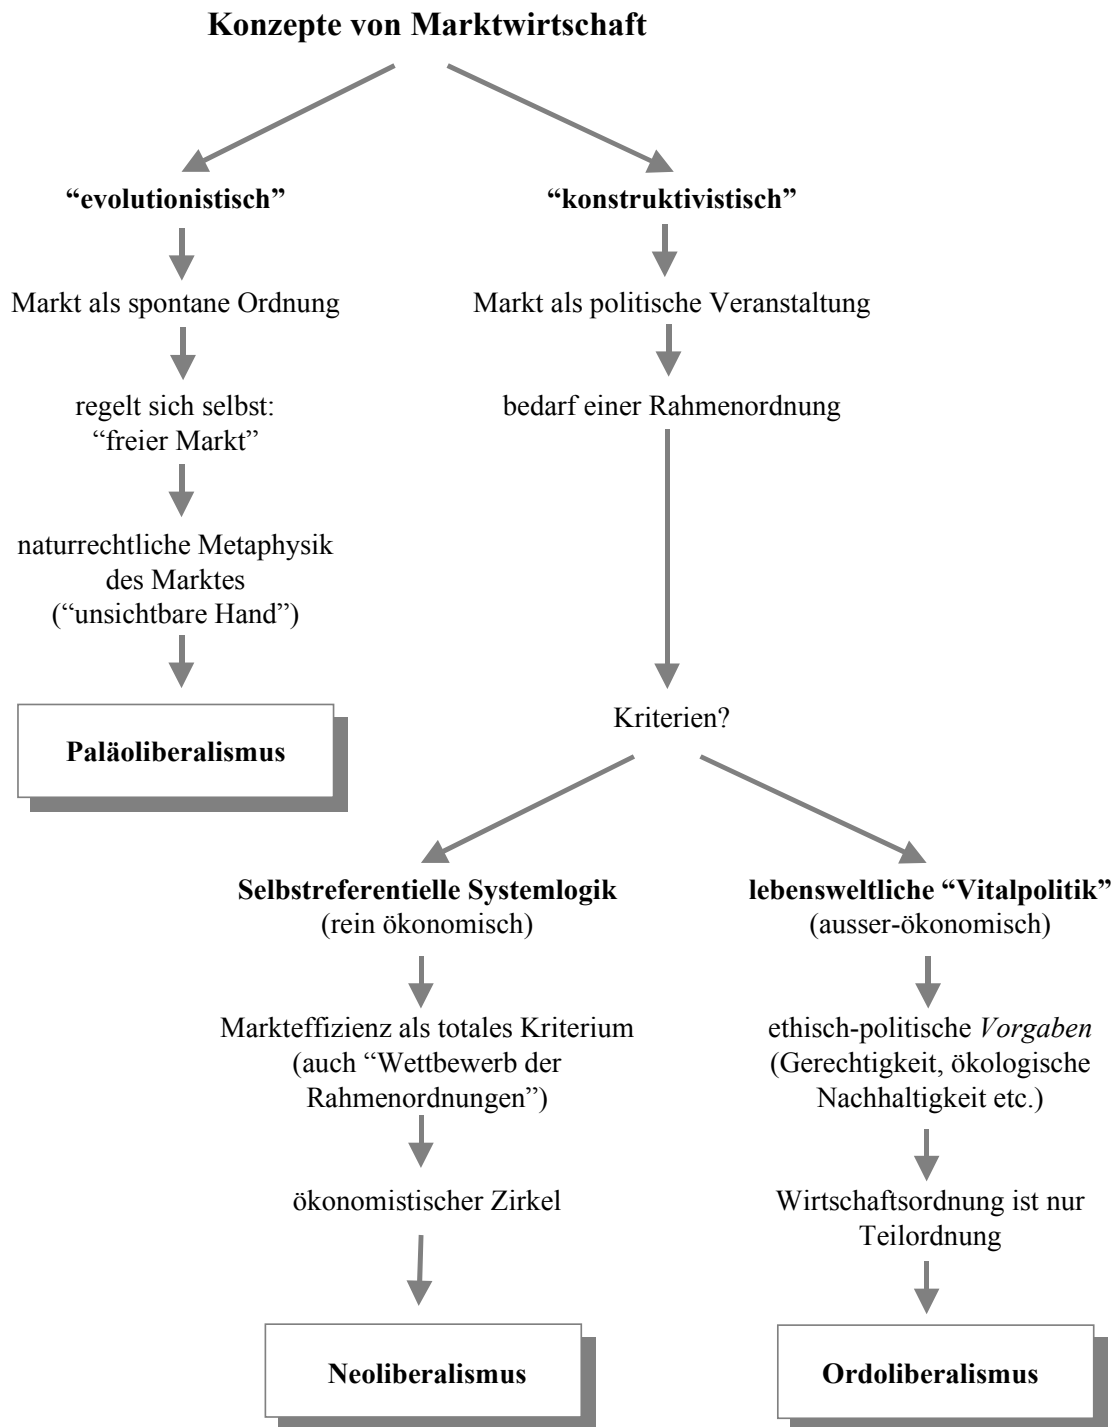 Konzepte von Marktwirtschaft
“evolutionistisch”
“konstruktivistisch”
Markt als spontane Ordnung
Markt als politische Veranstaltung
regelt sich selbst:
“freier Markt”
bedarf einer Rahmenordnung
naturrechtliche Metaphysik
des Marktes
(“unsichtbare Hand”)
Paläoliberalismus
Kriterien?
Selbstreferentielle Systemlogik
(rein ökonomisch)
lebensweltliche “Vitalpolitik”
(ausser-ökonomisch)
Markteffizienz als totales Kriterium
(auch “Wettbewerb der
Rahmenordnungen”)
ethisch-politische Vorgaben
(Gerechtigkeit, ökologische
Nachhaltigkeit etc.)
ökonomistischer Zirkel
Wirtschaftsordnung ist nur
Teilordnung
Neoliberalismus
Ordoliberalismus